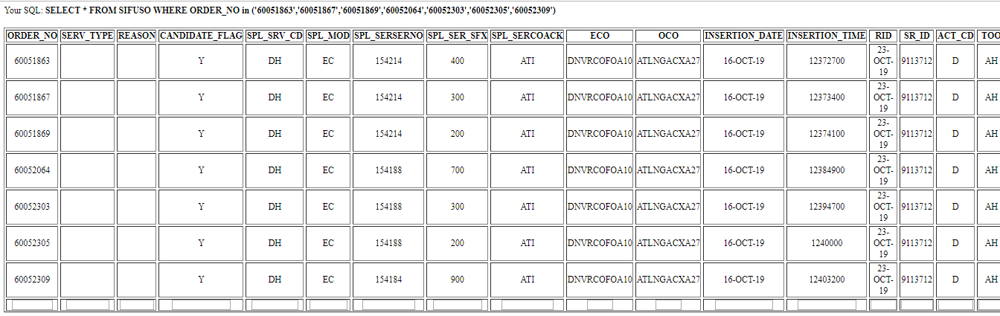 Your SQL: SELECT * FROM SIFUSO WHERE ORDER_NO in ('60051863','60051867','60051869','60052064','60052303','60052305','60052309')
ORDER_NO SERV_TYPE REASON CANDIDATE_FLAG SPL_SRV_CD SPL_MOD SPL_SERSERNO SPL_SER_SFX SPL_SERCOACK ECO OCO INSERTION_DATE INSERTION_TIME RID SR_ID ACT_CD TOO
60051863 Y DH EC 154214 400 ATI DNVRCOFOA10 ATLNGACXA27 16-OCT-19 12372700 23-OCT-19 9113712 D AH
60051867 Y DH EC 154214 300 ATI DNVRCOFOA10 ATLNGACXA27 16-OCT-19 12373400 23-OCT-19 9113712 D AH
60051869 Y DH EC 154214 200 ATI DNVRCOFOA10 ATLNGACXA27 16-OCT-19 12374100 23-OCT-19 9113712 D AH
60052064 Y DH EC 154188 700 ATI DNVRCOFOA10 ATLNGACXA27 16-OCT-19 12384900 23-OCT-19 9113712 D AH
60052303 Y DH EC 154188 300 ATI DNVRCOFOA10 ATLNGACXA27 16-OCT-19 12394700 23-OCT-19 9113712 D AH
60052305 Y DH EC 154188 200 ATI DNVRCOFOA10 ATLNGACXA27 16-OCT-19 1240000 23-OCT-19 9113712 D AH
60052309 Y DH EC 154184 900 ATI DNVRCOFOA10 ATLNGACXA27 16-OCT-19 12403200 23-OCT-19 9113712 D AH